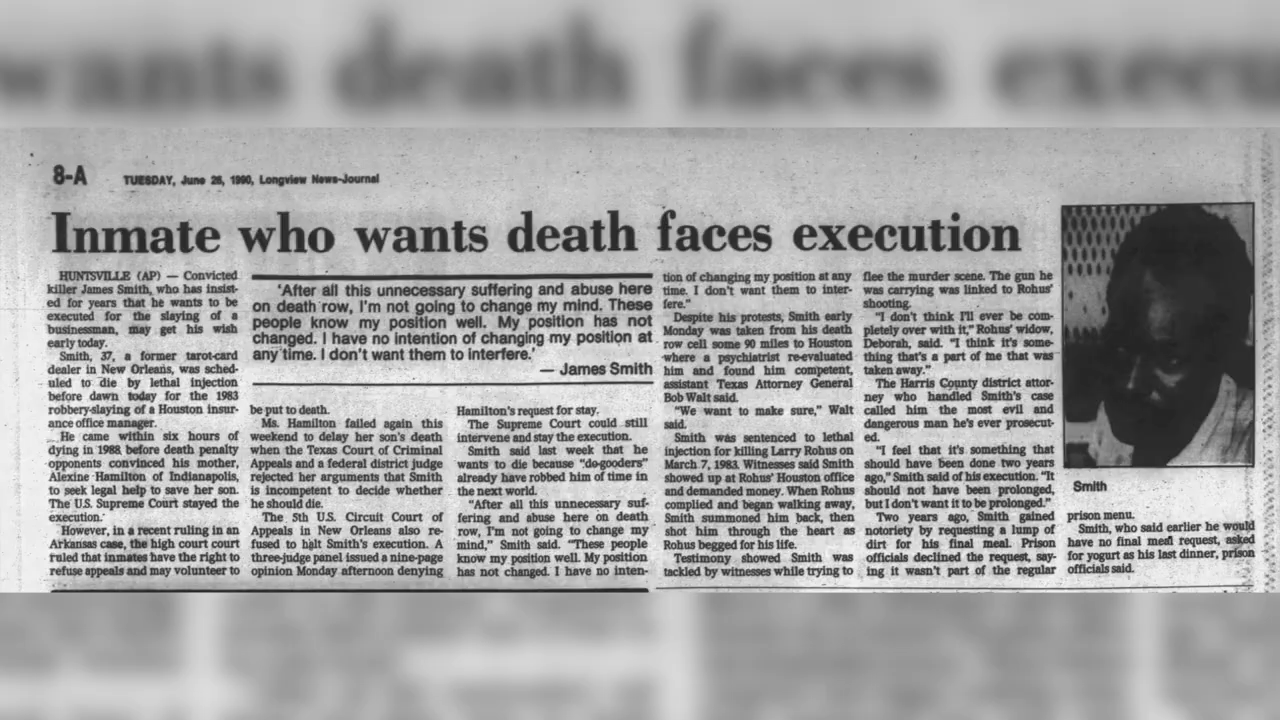 wants death faces execu
8-A TUESDAY, June 26, 1990, Longview News-Journal
Inmate who wants death faces execution
HUNTSVILLE (AP) — Convicted
killer James Smith, who has insist-
ed for years that he wants to be
executed for the slaying of a
businessman, may get his wish
early today.
Smith, 37, a former tarot-card
dealer in New Orleans, was sched-
uled to die by lethal injection
before dawn today for the 1983
robbery-slaying of a Houston insur-
ance office manager.
He came within six hours of
dying in 1988 before death penalty
opponents convinced his mother,
Alexine Hamilton of Indianapolis,
to seek legal help to save her son.
The U.S. Supreme Court stayed the
execution.
However, in a recent ruling in an
Arkansas case, the high court court
ruled that inmates have the right to
refuse appeals and may volunteer to
'After all this unnecessary suffering and abuse here
on death row, I'm not going to change my mind. These
people know my position well. My position has not
changed. I have no intention of changing my position at
any time. I don't want them to interfere.'
— James Smith
be put to death.
Ms. Hamilton failed again this
weekend to delay her son's death
when the Texas Court of Criminal
Appeals and a federal district judge
rejected her arguments that Smith
is incompetent to decide whether
he should die.
The 5th U.S. Circuit Court of
Appeals in New Orleans also re-
fused to halt Smith's execution. A
three-judge panel issued a nine-page
opinion Monday afternoon denying
Hamilton's request for stay.
The Supreme Court could still
intervene and stay the execution.
Smith said last week that he
wants to die because "do-gooders"
already have robbed him of time in
the next world.
"After all this unnecessary suf-
fering and abuse here on death
row, I'm not going to change my
mind," Smith said. "These people
know my position well. My position
has not changed. I have no inten-
tion of changing my position at any
time. I don't want them to inter-
fere."
Despite his protests, Smith early
Monday was taken from his death
row cell some 90 miles to Houston
where a psychiatrist re-evaluated
him and found him competent,
assistant Texas Attorney General
Bob Walt said.
"We want to make sure," Walt
said.
Smith was sentenced to lethal
injection for killing Larry Rohus on
March 7, 1983. Witnesses said Smith
showed up at Rohus' Houston office
and demanded money. When Rohus
complied and began walking away,
Smith summoned him back, then
shot him through the heart as
Rohus begged for his life.
Testimony showed Smith was
tackled by witnesses while trying to
flee the murder scene. The gun he
was carrying was linked to Rohus'
shooting.
"I don't think I'll ever be com-
pletely over with it," Rohus' widow,
Deborah, said. "I think it's some-
thing that's a part of me that was
taken away."
The Harris County district attor-
ney who handled Smith's case
called him the most evil and
dangerous man he's ever prosecut-
ed.
"I feel that it's something that
should have been done two years
ago," Smith said of his execution. "It
should not have been prolonged,
but I don't want it to be prolonged."
Two years ago, Smith gained
notoriety by requesting a lump of
dirt for his final meal. Prison
officials declined the request, say-
ing it wasn't part of the regular
Smith
prison menu.
Smith, who said earlier he would
have no final meal request, asked
for yogurt as his last dinner, prison
officials said.